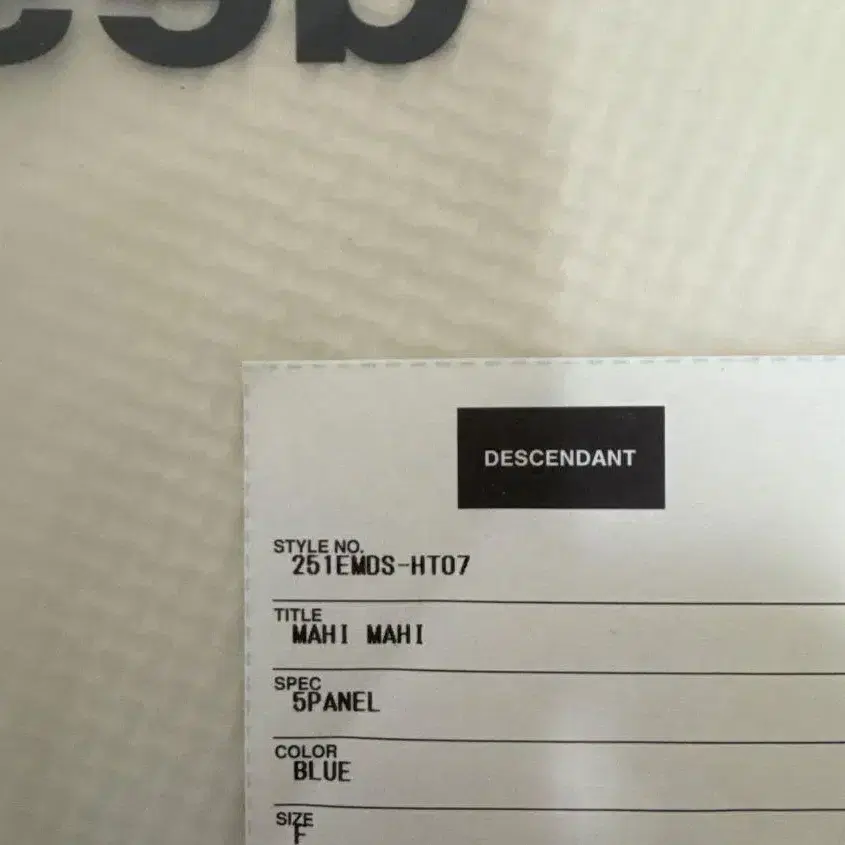 DESCENDANT
STYLE NO.
251EMDS-HT07
TITLE
MAHI MAHI
SPEC
5PANEL
COLOR
BLUE
SIZE
F